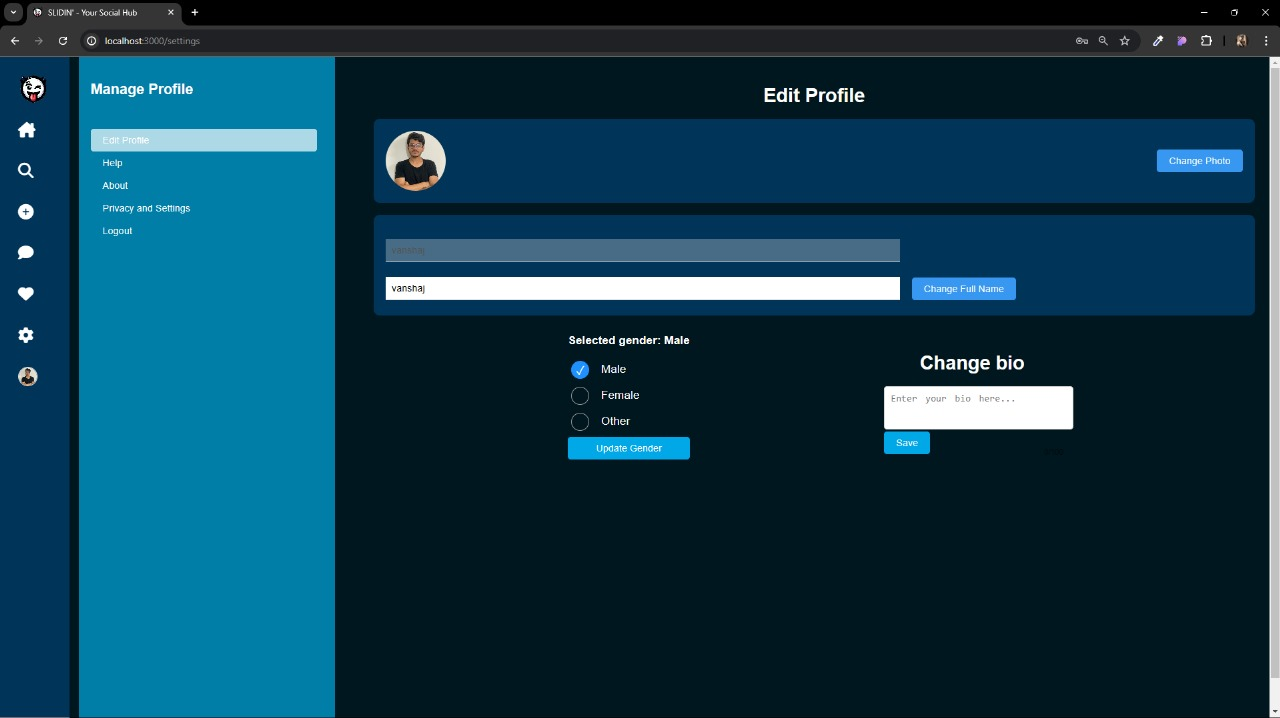 SLIDIN' - Your Social Hub
localhost:3000/settings
Manage Profile
Edit Profile
Help
About
Privacy and Settings
Logout
Edit Profile
Change Photo
vanshaj
vanshaj
Change Full Name
Selected gender: Male
Male
Female
Other
Update Gender
Change bio
Enter your bio here...
Save